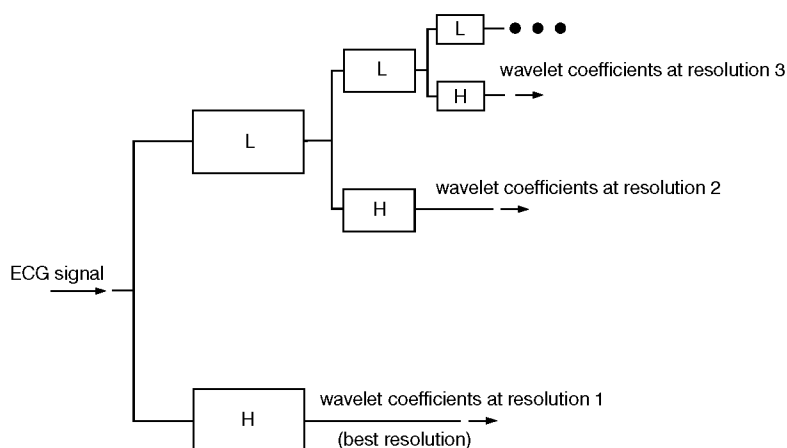 L
L
wavelet coefficients at resolution 3
H
L
wavelet coefficients at resolution 2
H
ECG signal
wavelet coefficients at resolution 1
H
(best resolution)